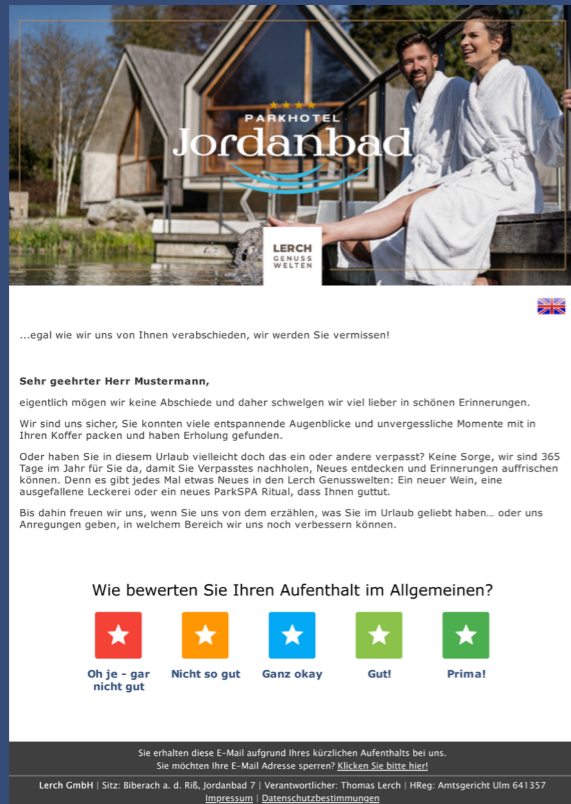 PARKHOTEL
Jordanbad
LERCH
GENUSS
WELTEN
...egal wie wir uns von Ihnen verabschieden, wir werden Sie vermissen!
Sehr geehrter Herr Mustermann,
eigentlich mögen wir keine Abschiede und daher schwelgen wir viel lieber in schönen Erinnerungen.
Wir sind uns sicher, Sie konnten viele entspannende Augenblicke und unvergessliche Momente mit in
Ihren Koffer packen und haben Erholung gefunden.
Oder haben Sie in diesem Urlaub vielleicht doch das ein oder andere verpasst? Keine Sorge, wir sind 365
Tage im Jahr für Sie da, damit Sie Verpasstes nachholen, Neues entdecken und Erinnerungen auffrischen
können. Denn es gibt jedes Mal etwas Neues in den Lerch Genusswelten: Ein neuer Wein, eine
ausgefallene Leckerei oder ein neues ParkSPA Ritual, dass Ihnen guttut.
Bis dahin freuen wir uns, wenn Sie uns von dem erzählen, was Sie im Urlaub geliebt haben... oder uns
Anregungen geben, in welchem Bereich wir uns noch verbessern können.
Wie bewerten Sie Ihren Aufenthalt im Allgemeinen?
Oh je - gar
nicht gut
Nicht so gut
Ganz okay
Gut!
Prima!
Sie erhalten diese E-Mail aufgrund Ihres kürzlichen Aufenthalts bei uns.
Sie möchten Ihre E-Mail Adresse sperren? Klicken Sie bitte hier!
Lerch GmbH | Sitz: Biberach a. d. Riß, Jordanbad 7 | Verantwortlicher: Thomas Lerch | HReg: Amtsgericht Ulm 641357
Impressum | Datenschutzbestimmungen